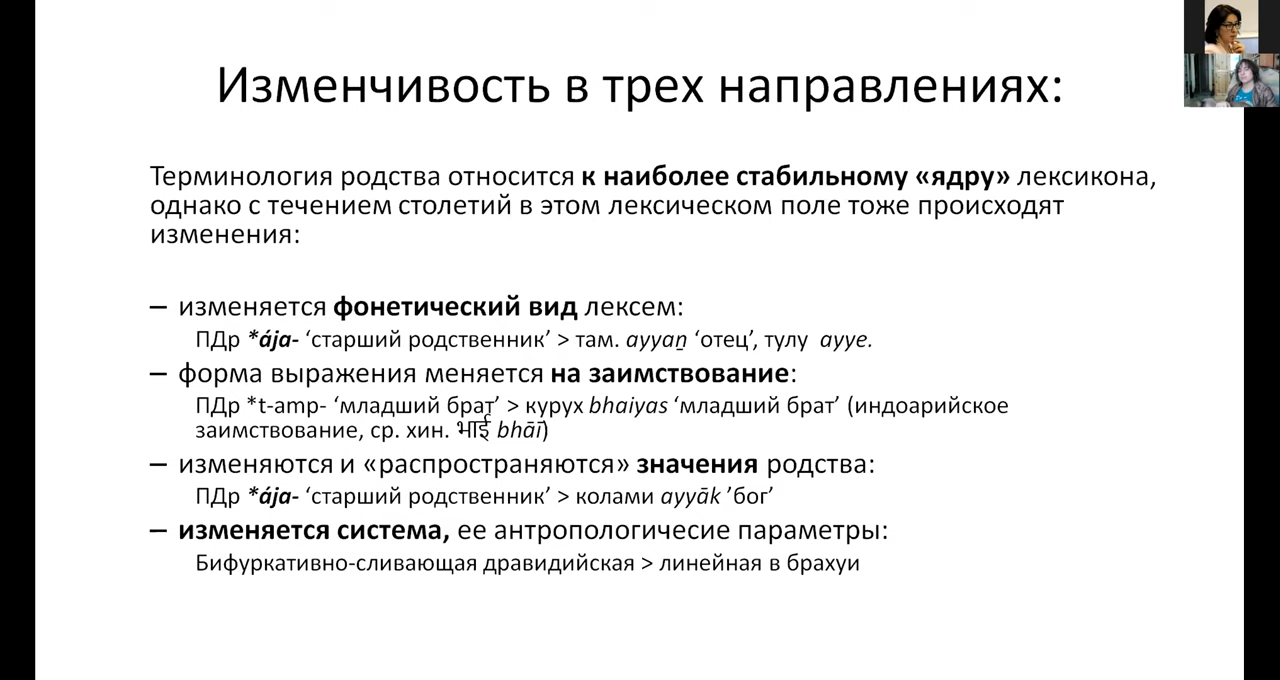 Изменчивость в трех направлениях:
Терминология родства относится к наиболее стабильному «ядру» лексикона,
однако с течением столетий в этом лексическом поле тоже происходят
изменения:
– изменяется фонетический вид лексем:
ПДр *ája- ‘старший родственник’ > там. ayyaṉ ‘отец’, тулу ayye.
– форма выражения меняется на заимствование:
ПДр *t-amp- ‘младший брат’ > курух bhaiyas ‘младший брат’ (индоарийское
заимствование, ср. хин. भाई bhāī)
– изменяются и «распространяются» значения родства:
ПДр *ája- ‘старший родственник’ > колами ayyāk ’бог’
– изменяется система, ее антропологичесие параметры:
Бифуркативно-сливающая дравидийская > линейная в брахуи